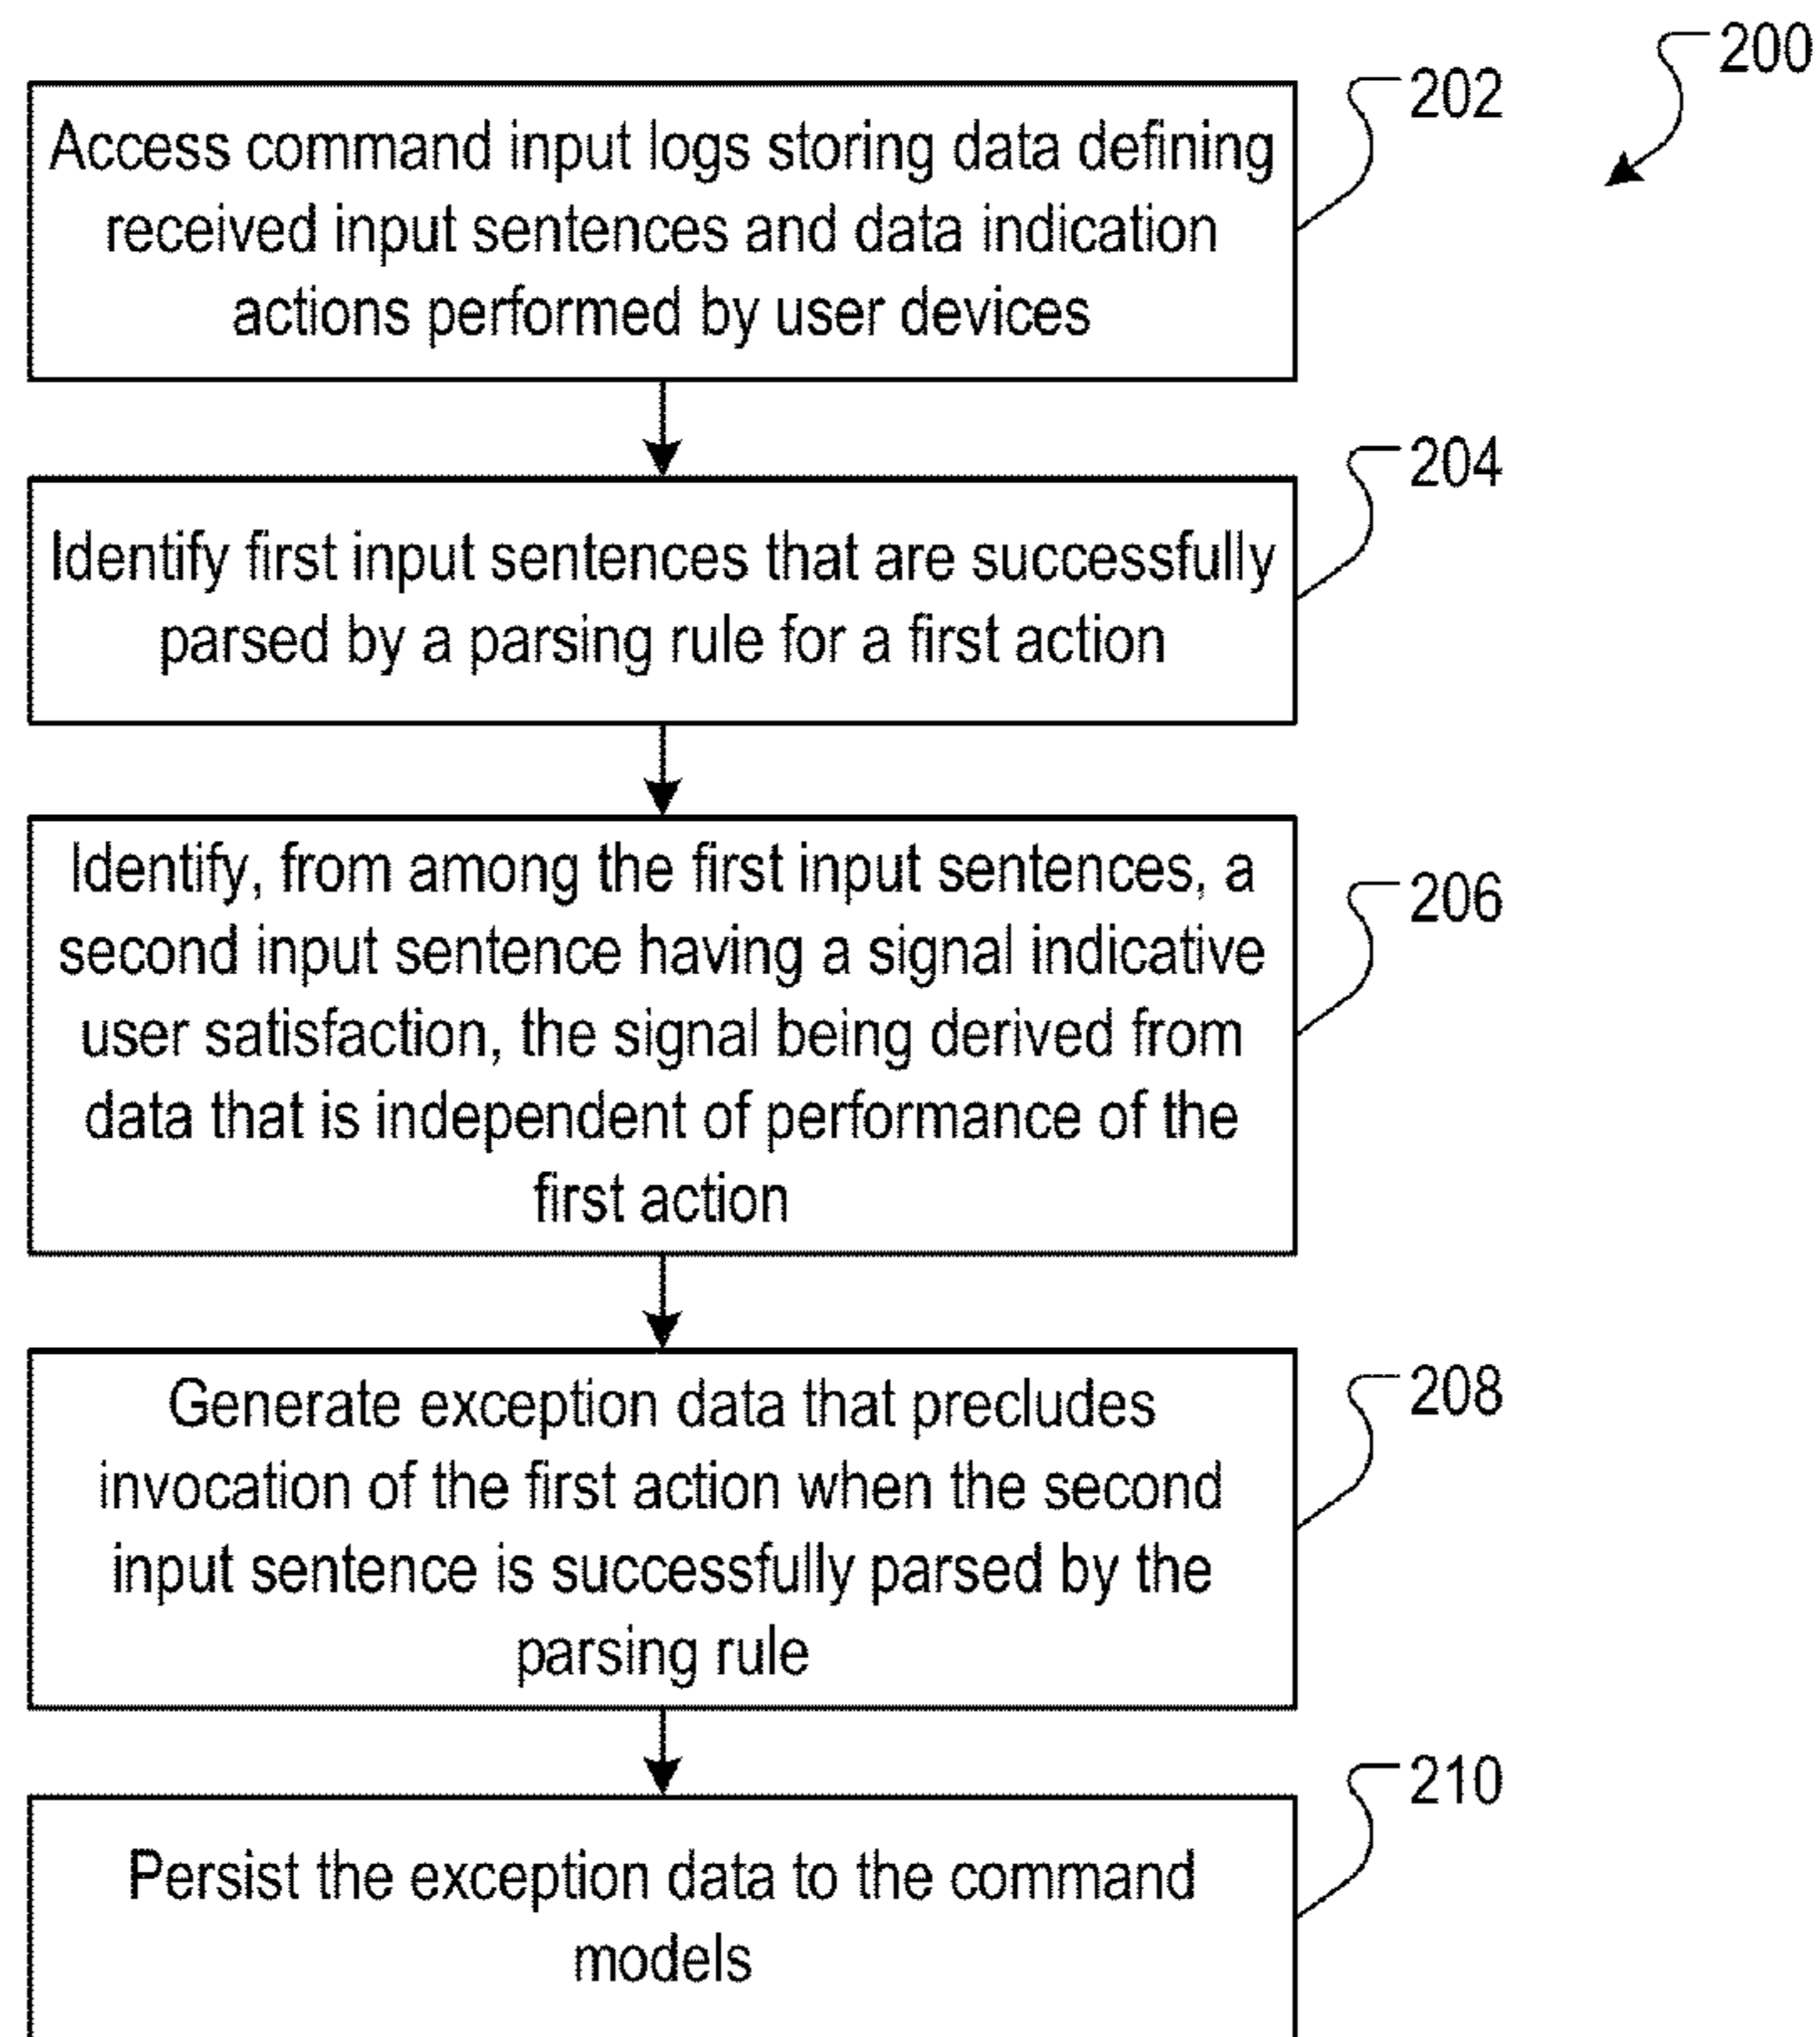 200
202
Access command input logs storing data defining
received input sentences and data indication
actions performed by user devices
204
Identify first input sentences that are successfully
parsed by a parsing rule for a first action
206
Identify, from among the first input sentences, a
second input sentence having a signal indicative
user satisfaction, the signal being derived from
data that is independent of performance of the
first action
208
Generate exception data that precludes
invocation of the first action when the second
input sentence is successfully parsed by the
parsing rule
210
Persist the exception data to the command
models